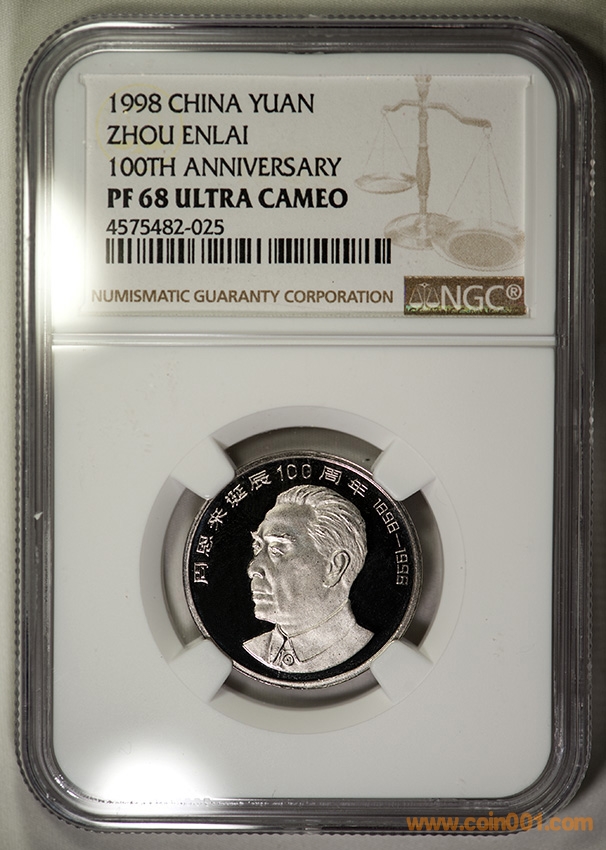 1998 CHINA YUAN
ZHOU ENLAI
100TH ANNIVERSARY
PF 68 ULTRA CAMEO
4575482-025
NUMISMATIC GUARANTY CORPORATION
NGC®
周恩来诞辰100周年 1898-1998
www.coin001.com